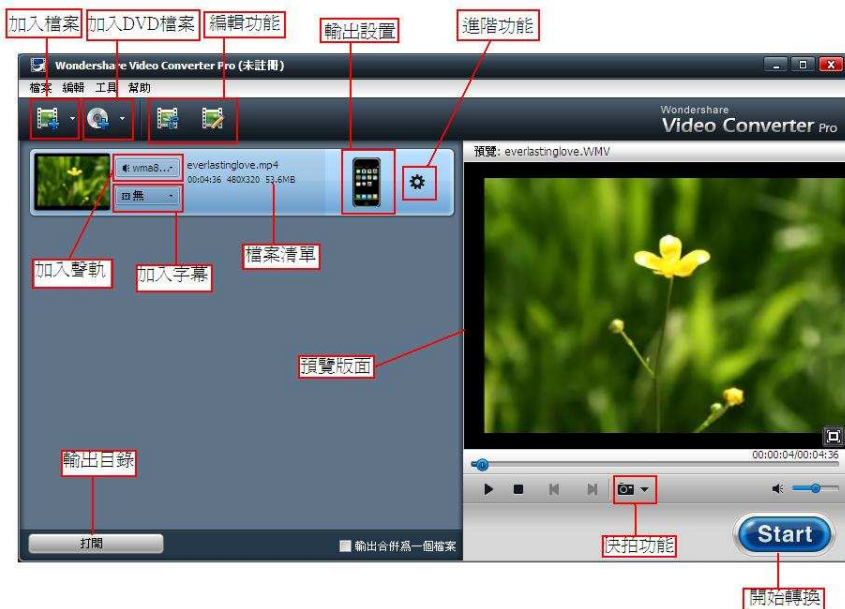 加入檔案 加入DVD檔案 編輯功能 輸出設置 進階功能
Wondershare Video Converter Pro (未註冊)
檔案 編輯 工具 幫助
Wondershare
Video Converter Pro
預覽: everlastinglove.WMV
wma8...
everlastinglove.mp4
00:04:36 480X320 53.6MB
無
加入聲軌
加入字幕
檔案清單
預覽版面
輸出目錄
00:00:04/00:04:36
打開
輸出合併爲一個檔案
快拍功能
Start
開始轉換